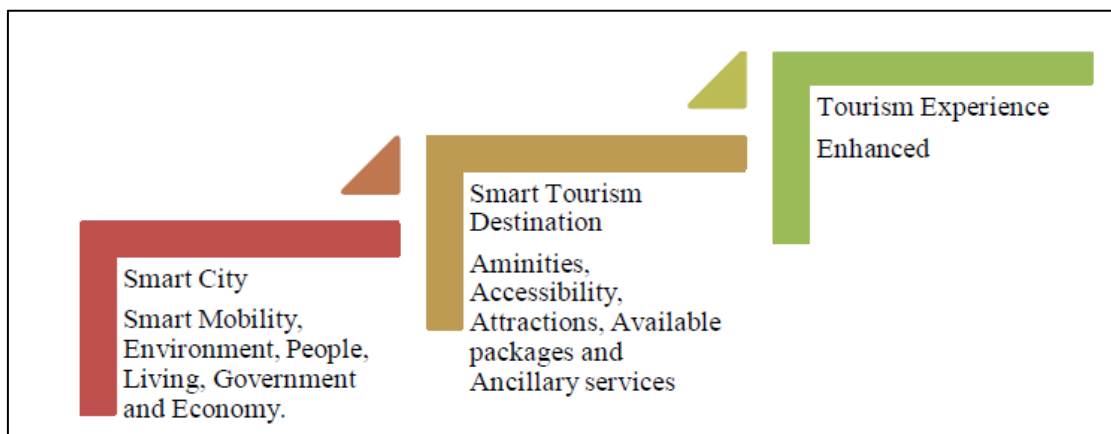 Smart City
Smart Mobility,
Environment, People,
Living, Government
and Economy.
Smart Tourism
Destination
Aminities,
Accessibility,
Attractions, Available
packages and
Ancillary services
Tourism Experience
Enhanced